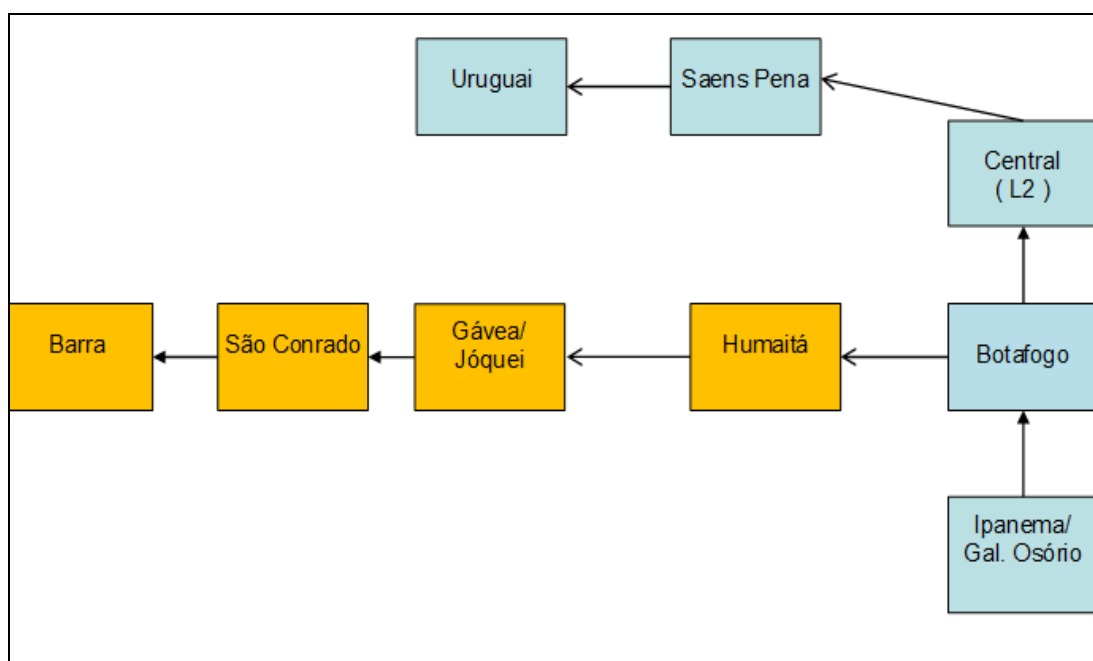 Uruguai
Saens Pena
Central
( L2 )
Barra
São Conrado
Gávea/
Jóquei
Humaitá
Botafogo
Ipanema/
Gal. Osório